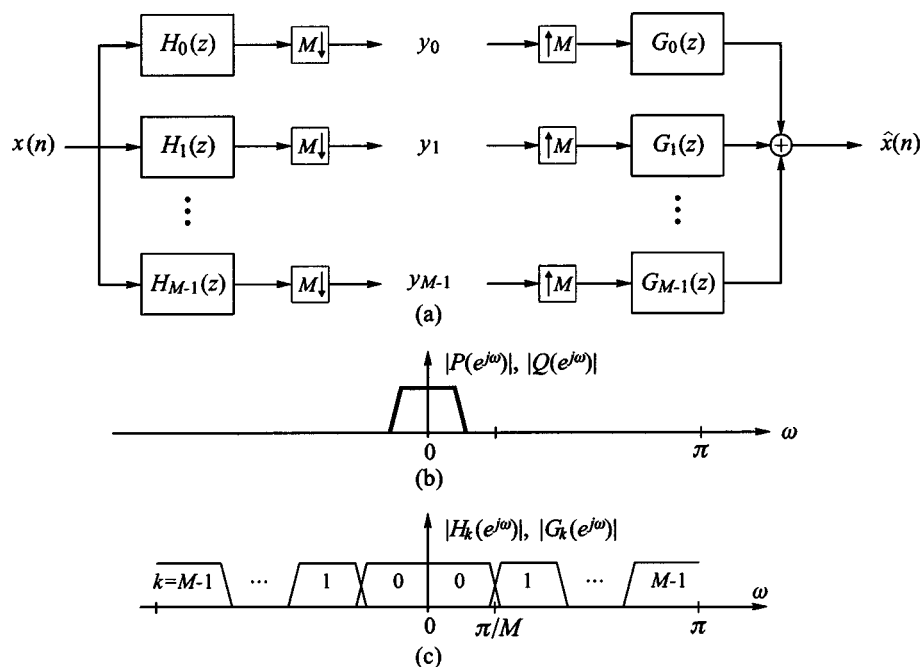 H_0(z) M↓ y_0 ↑M G_0(z)
x(n) H_1(z) M↓ y_1 ↑M G_1(z) + x̂(n)
⋮ ⋮
H_{M-1}(z) M↓ y_{M-1} ↑M G_{M-1}(z)
(a)
|P(e^{jω})|, |Q(e^{jω})|
0 π ω
(b)
|H_k(e^{jω})|, |G_k(e^{jω})|
k=M-1 ... 1 0 0 1 ... M-1 ω
0 π/M π
(c)